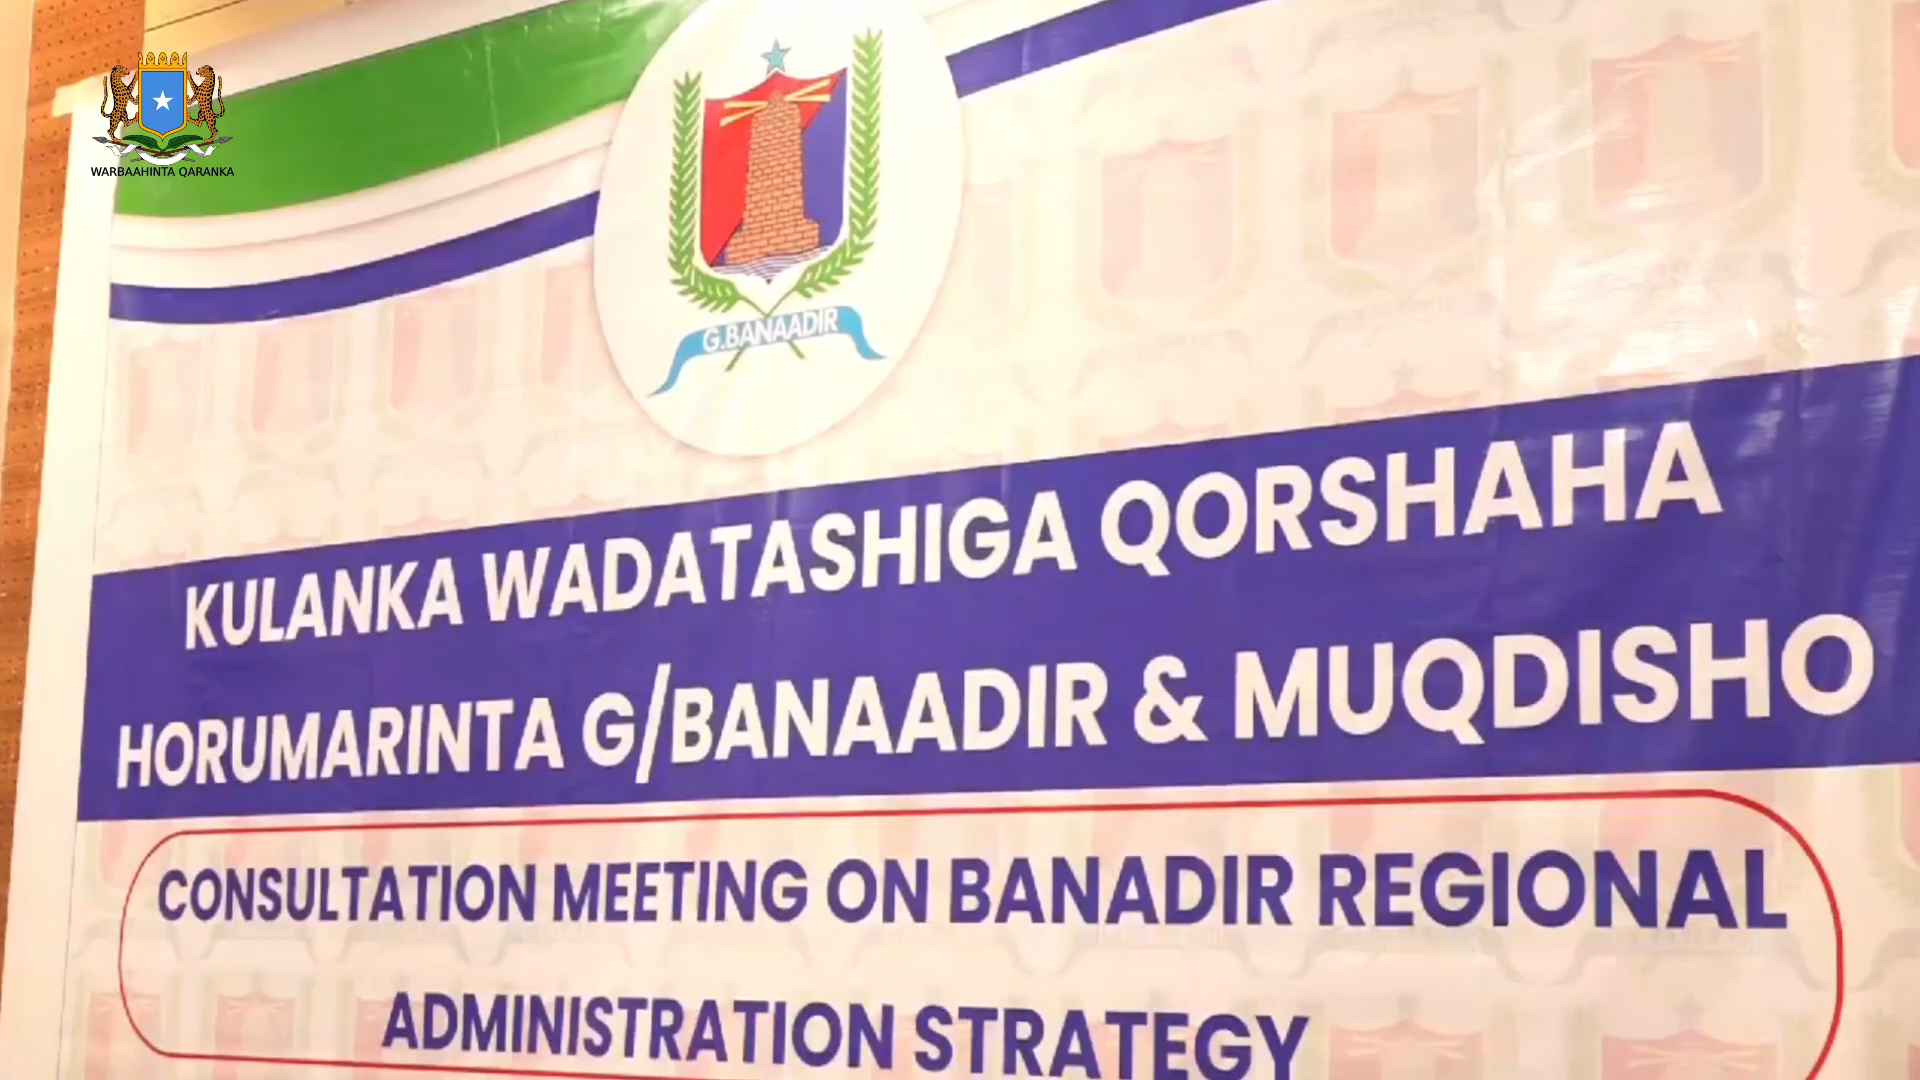 WARBAAHINTA QARANKA
G.BANAADIR
KULANKA WADATASHIGA QORSHAHA
HORUMARINTA G/BANAADIR & MUQDISHO
CONSULTATION MEETING ON BANADIR REGIONAL
ADMINISTRATION STRATEGY